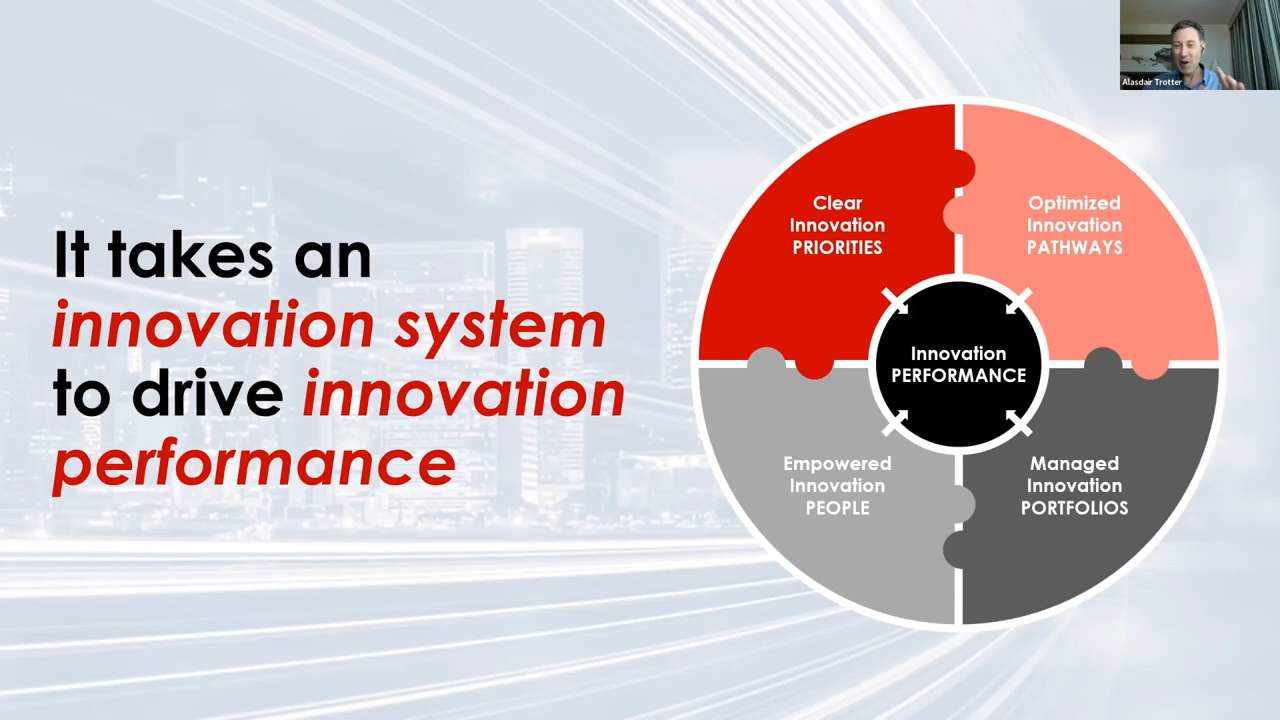 Alasdair Trotter
It takes an
innovation system
to drive innovation
performance
Clear
Innovation
PRIORITIES
Optimized
Innovation
PATHWAYS
Innovation
PERFORMANCE
Empowered
Innovation
PEOPLE
Managed
Innovation
PORTFOLIOS